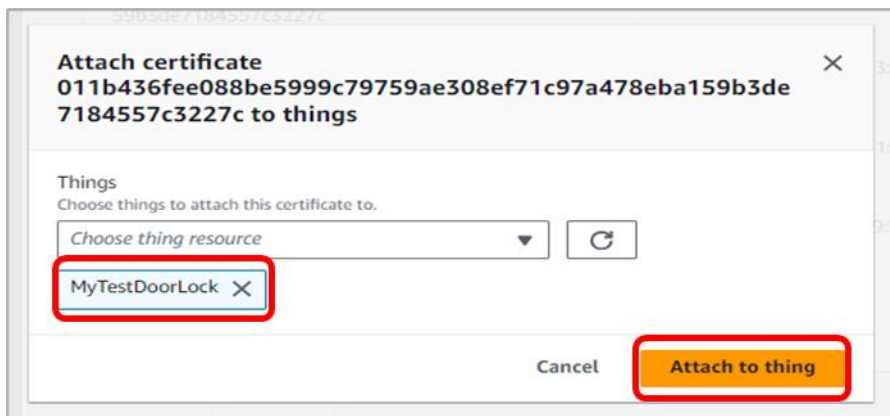 59b3de7184557c3227c
Attach certificate
011b436fee088be5999c79759ae308ef71c97a478eba159b3de
7184557c3227c to things
Things
Choose things to attach this certificate to.
Choose thing resource
MyTestDoorLock
Cancel
Attach to thing